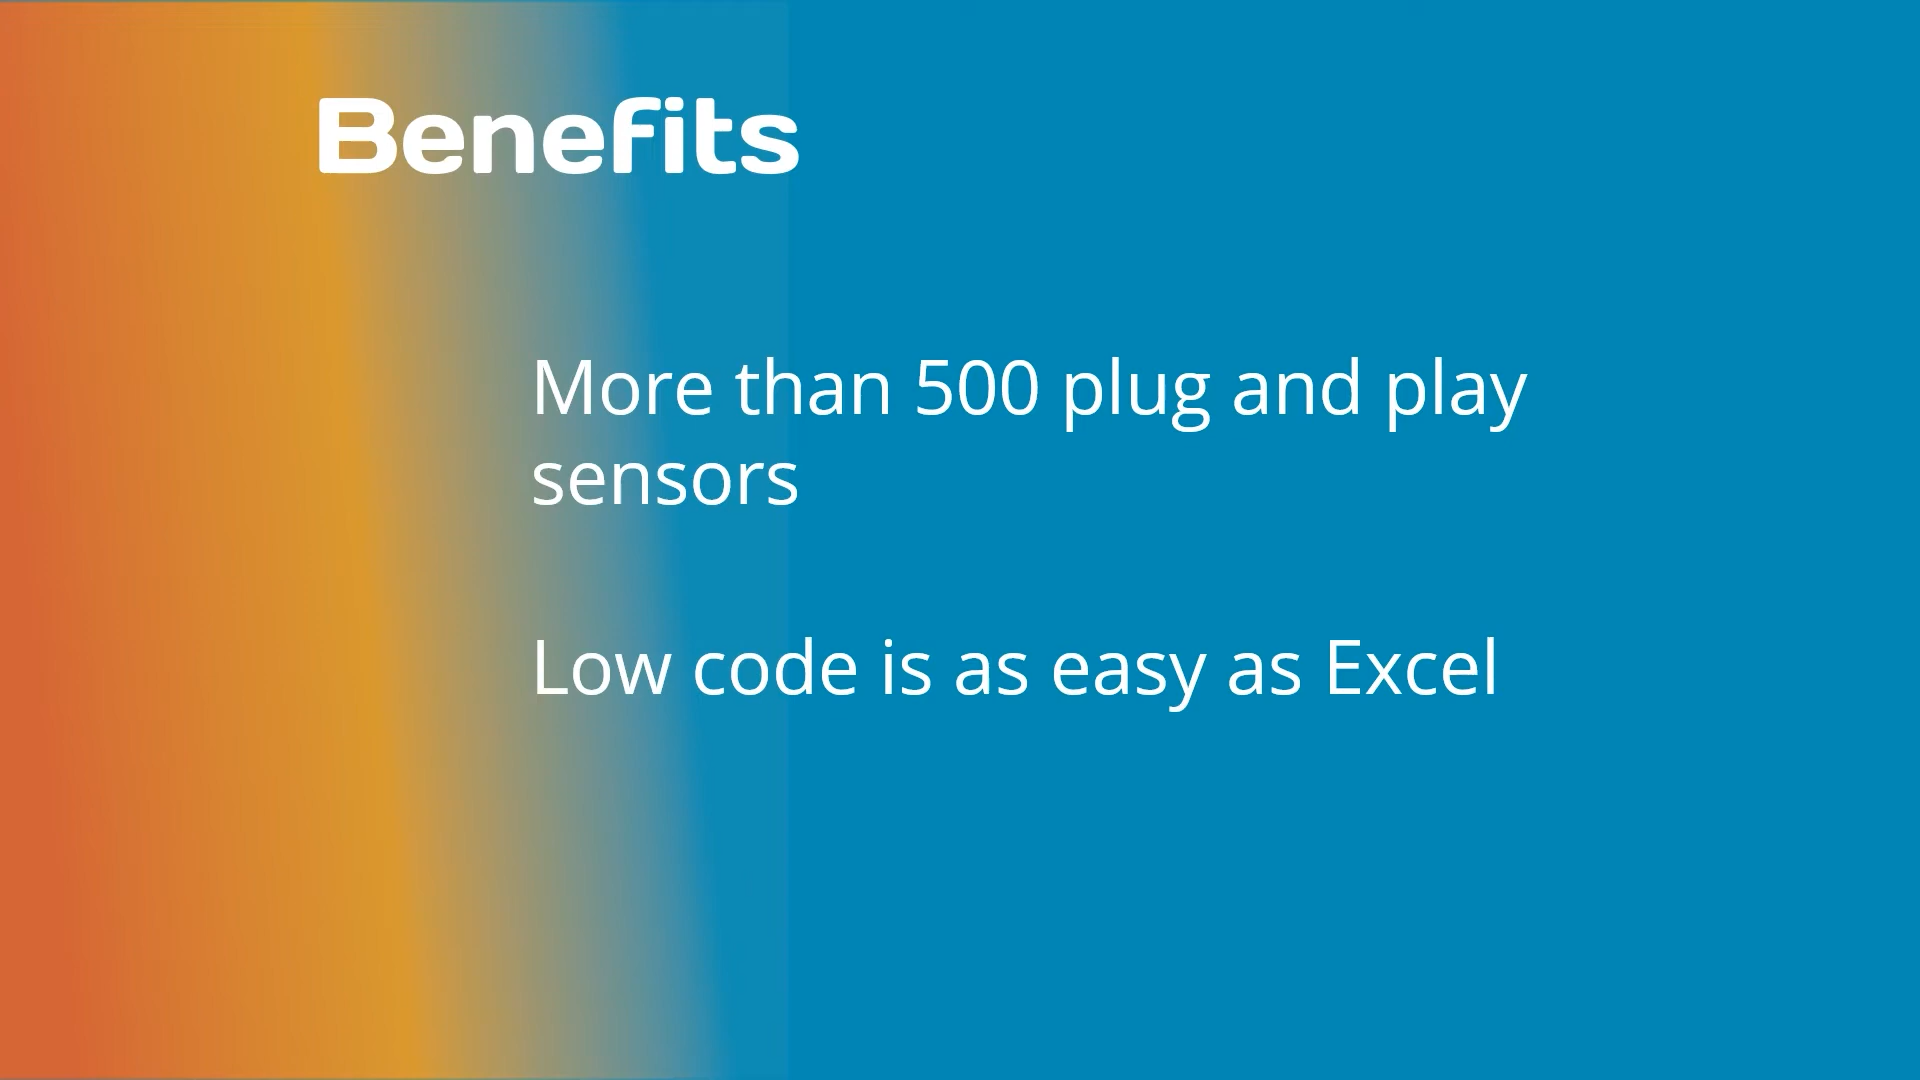 Benefits
More than 500 plug and play
sensors
Low code is as easy as Excel